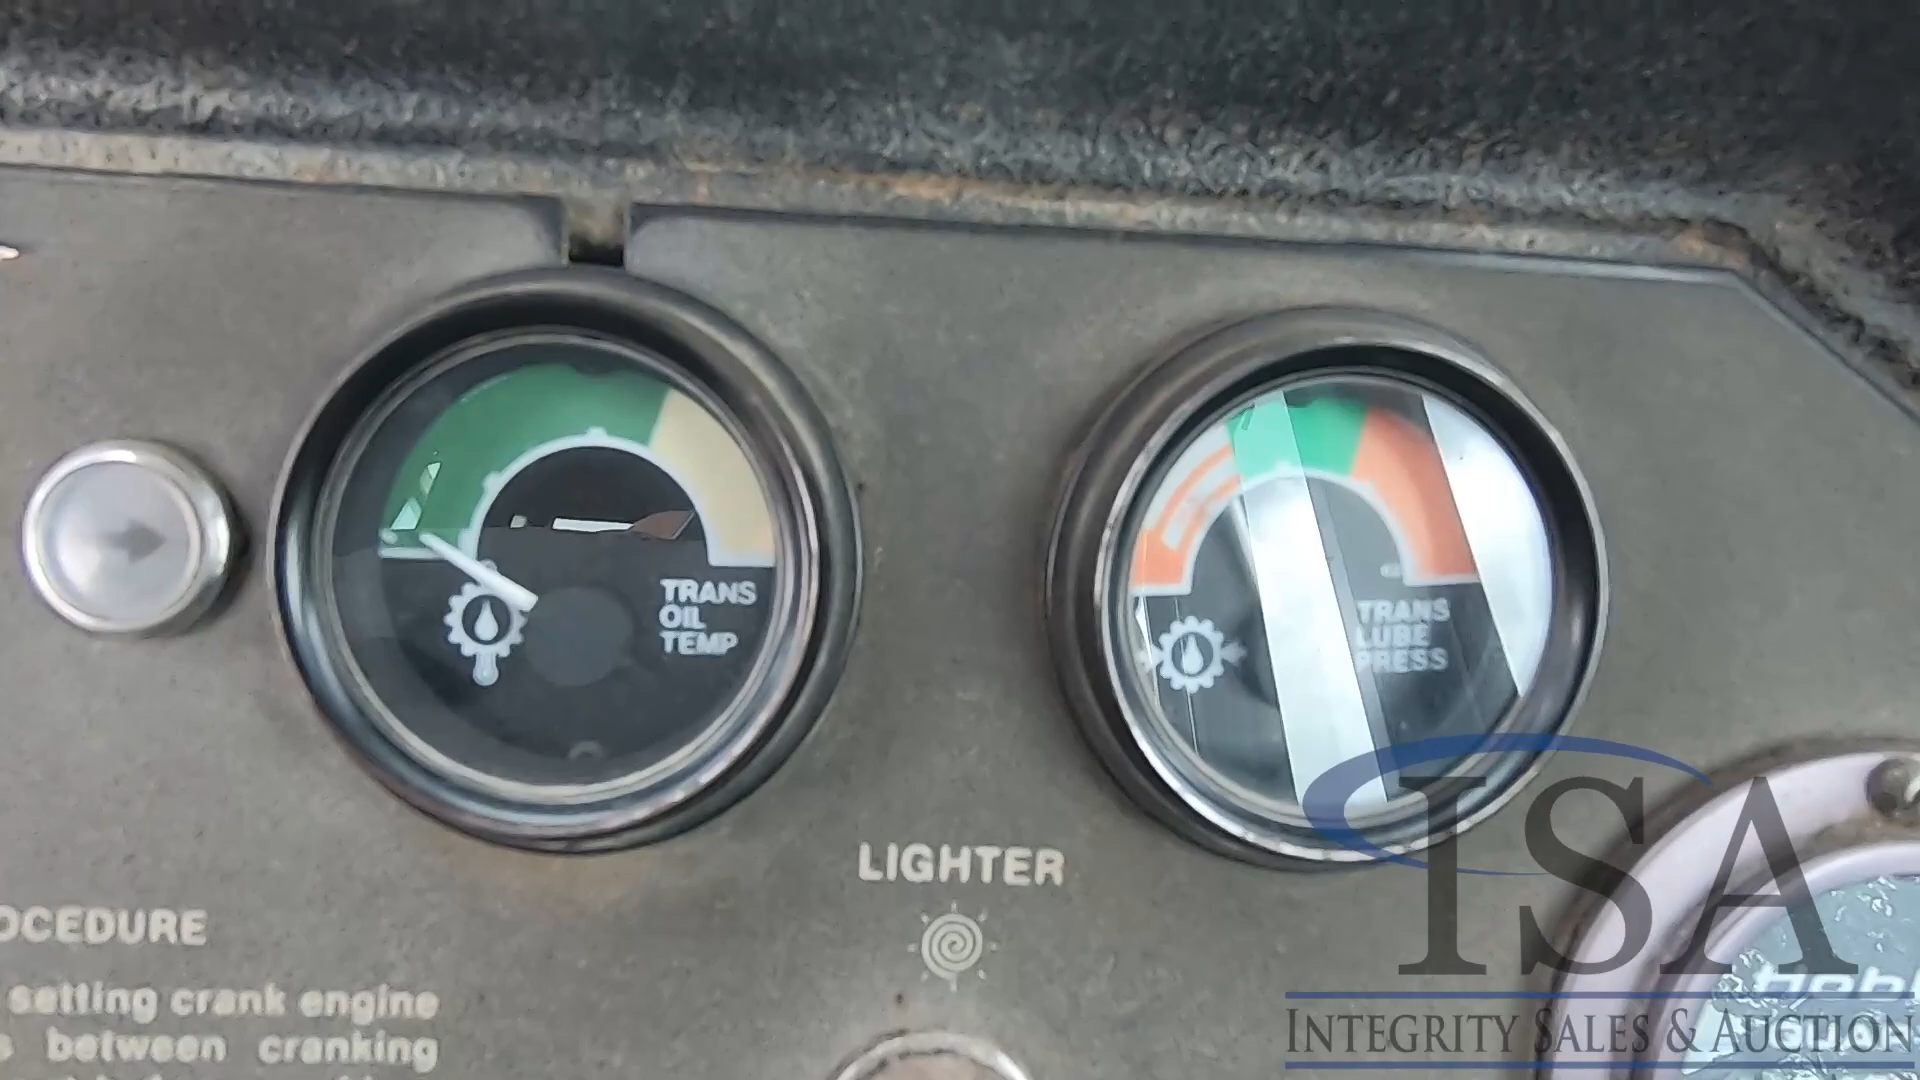 TRANS
OIL
TEMP
TRANS
LUBE
PRESS
LIGHTER
OCEDURE
setting crank engine
s between cranking
ISA
INTEGRITY SALES & AUCTION